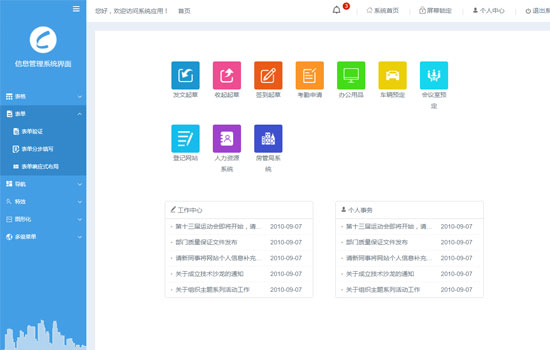 您好，欢迎访问系统应用！ 首页
3
系统首页
屏幕锁定
个人中心
退出系
信息管理系统界面
表格
表单
表单验证
表单分步填写
表单响应式布局
导航
特效
图形化
多级菜单
发文起草
收起起草
签到起草
考勤申请
办公用品
车辆预定
会议室预
定
登记网站
人力资源
系统
房管局系
统
工作中心
第十三届运动会即将开始，请... 2010-09-07
部门质量保证文件发布 2010-09-07
请新同事将网站个人信息补充... 2010-09-07
关于成立技术沙龙的通知 2010-09-07
关于组织主题系列活动工作 2010-09-07
个人事务
第十三届运动会即将开始，请... 2010-09-07
部门质量保证文件发布 2010-09-07
请新同事将网站个人信息补充... 2010-09-07
关于成立技术沙龙的通知 2010-09-07
关于组织主题系列活动工作 2010-09-07